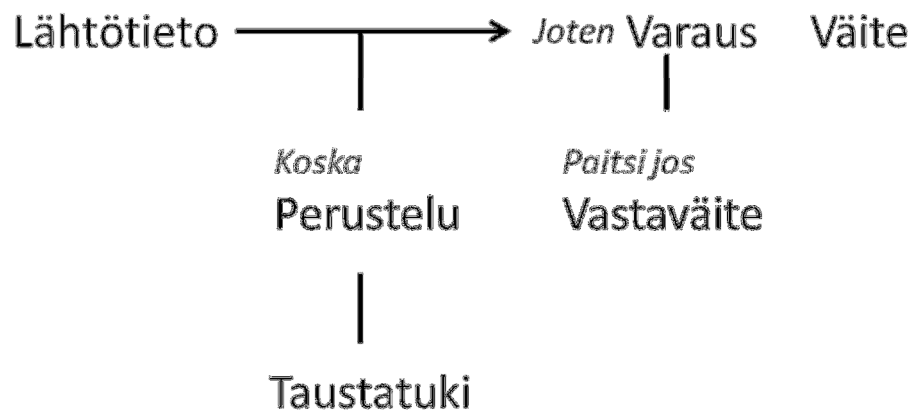 Lähtötieto Joten Varaus Väite
Koska Paitsi jos
Perustelu Vastaväite
Taustatuki